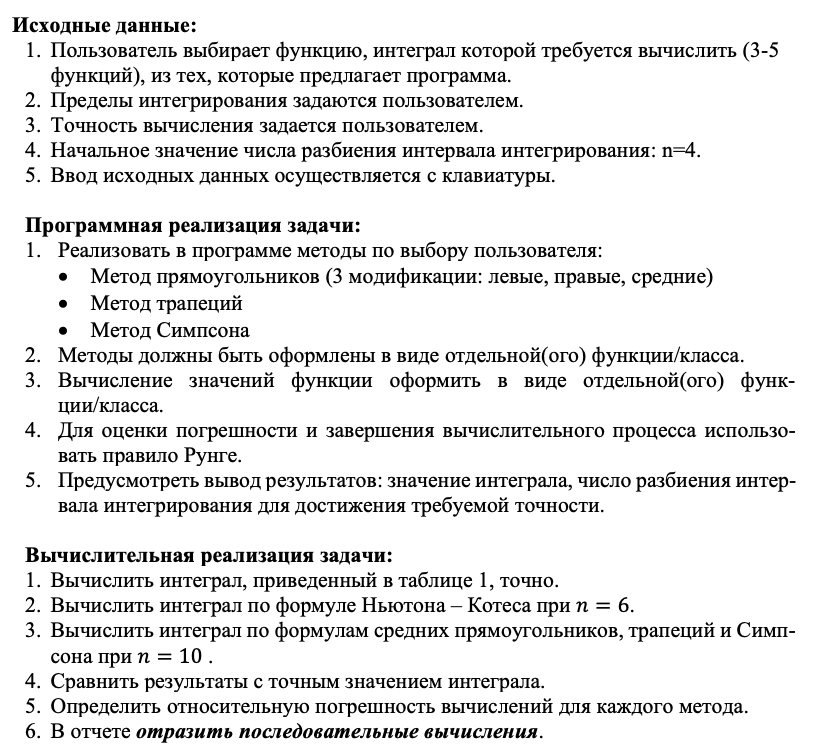 Исходные данные:
1. Пользователь выбирает функцию, интеграл которой требуется вычислить (3-5
функций), из тех, которые предлагает программа.
2. Пределы интегрирования задаются пользователем.
3. Точность вычисления задается пользователем.
4. Начальное значение числа разбиения интервала интегрирования: n=4.
5. Ввод исходных данных осуществляется с клавиатуры.
Программная реализация задачи:
1. Реализовать в программе методы по выбору пользователя:
• Метод прямоугольников (3 модификации: левые, правые, средние)
• Метод трапеций
• Метод Симпсона
2. Методы должны быть оформлены в виде отдельной(ого) функции/класса.
3. Вычисление значений функции оформить в виде отдельной(ого) функ-
ции/класса.
4. Для оценки погрешности и завершения вычислительного процесса использо-
вать правило Рунге.
5. Предусмотреть вывод результатов: значение интеграла, число разбиения интер-
вала интегрирования для достижения требуемой точности.
Вычислительная реализация задачи:
1. Вычислить интеграл, приведенный в таблице 1, точно.
2. Вычислить интеграл по формуле Ньютона – Котеса при n = 6.
3. Вычислить интеграл по формулам средних прямоугольников, трапеций и Симп-
сона при n = 10 .
4. Сравнить результаты с точным значением интеграла.
5. Определить относительную погрешность вычислений для каждого метода.
6. В отчете отразить последовательные вычисления.